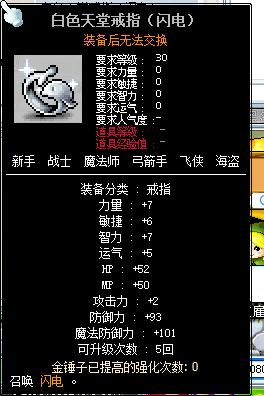 白色天堂戒指（闪电）
装备后无法交换
要求等级： 30
要求力量： 0
要求敏捷： 0
要求智力： 0
要求运气： 0
要求人气度：-
道具等级： -
道具经验值：-
新手 战士 魔法师 弓箭手 飞侠 海盗
装备分类 ： 戒指
力量 ： +7
敏捷 ： +6
智力 ： +7
运气 ： +5
HP ： +52
MP ： +50
攻击力 ： +2
防御力 ： +93
魔法防御力 ： +101
可升级次数 ： 5回
金锤子已提高的强化次数: 0
召唤 闪电 。